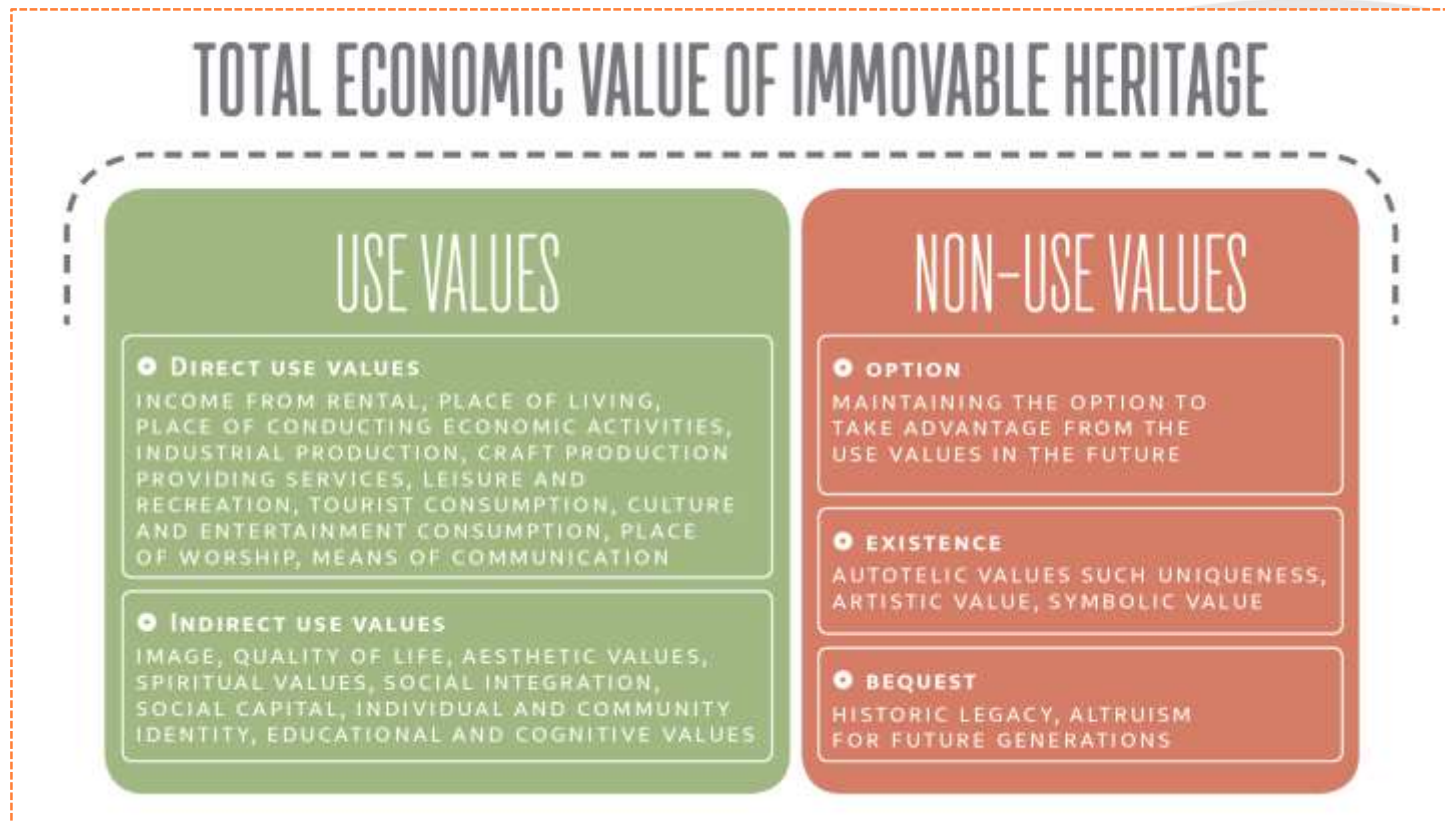 TOTAL ECONOMIC VALUE OF IMMOVABLE HERITAGE
USE VALUES
DIRECT USE VALUES
INCOME FROM RENTAL, PLACE OF LIVING,
PLACE OF CONDUCTING ECONOMIC ACTIVITIES,
INDUSTRIAL PRODUCTION, CRAFT PRODUCTION
PROVIDING SERVICES, LEISURE AND
RECREATION, TOURIST CONSUMPTION, CULTURE
AND ENTERTAINMENT CONSUMPTION, PLACE
OF WORSHIP, MEANS OF COMMUNICATION
INDIRECT USE VALUES
IMAGE, QUALITY OF LIFE, AESTHETIC VALUES,
SPIRITUAL VALUES, SOCIAL INTEGRATION,
SOCIAL CAPITAL, INDIVIDUAL AND COMMUNITY
IDENTITY, EDUCATIONAL AND COGNITIVE VALUES
NON-USE VALUES
OPTION
MAINTAINING THE OPTION TO
TAKE ADVANTAGE FROM THE
USE VALUES IN THE FUTURE
EXISTENCE
AUTOTELIC VALUES SUCH UNIQUENESS,
ARTISTIC VALUE, SYMBOLIC VALUE
BEQUEST
HISTORIC LEGACY, ALTRUISM
FOR FUTURE GENERATIONS